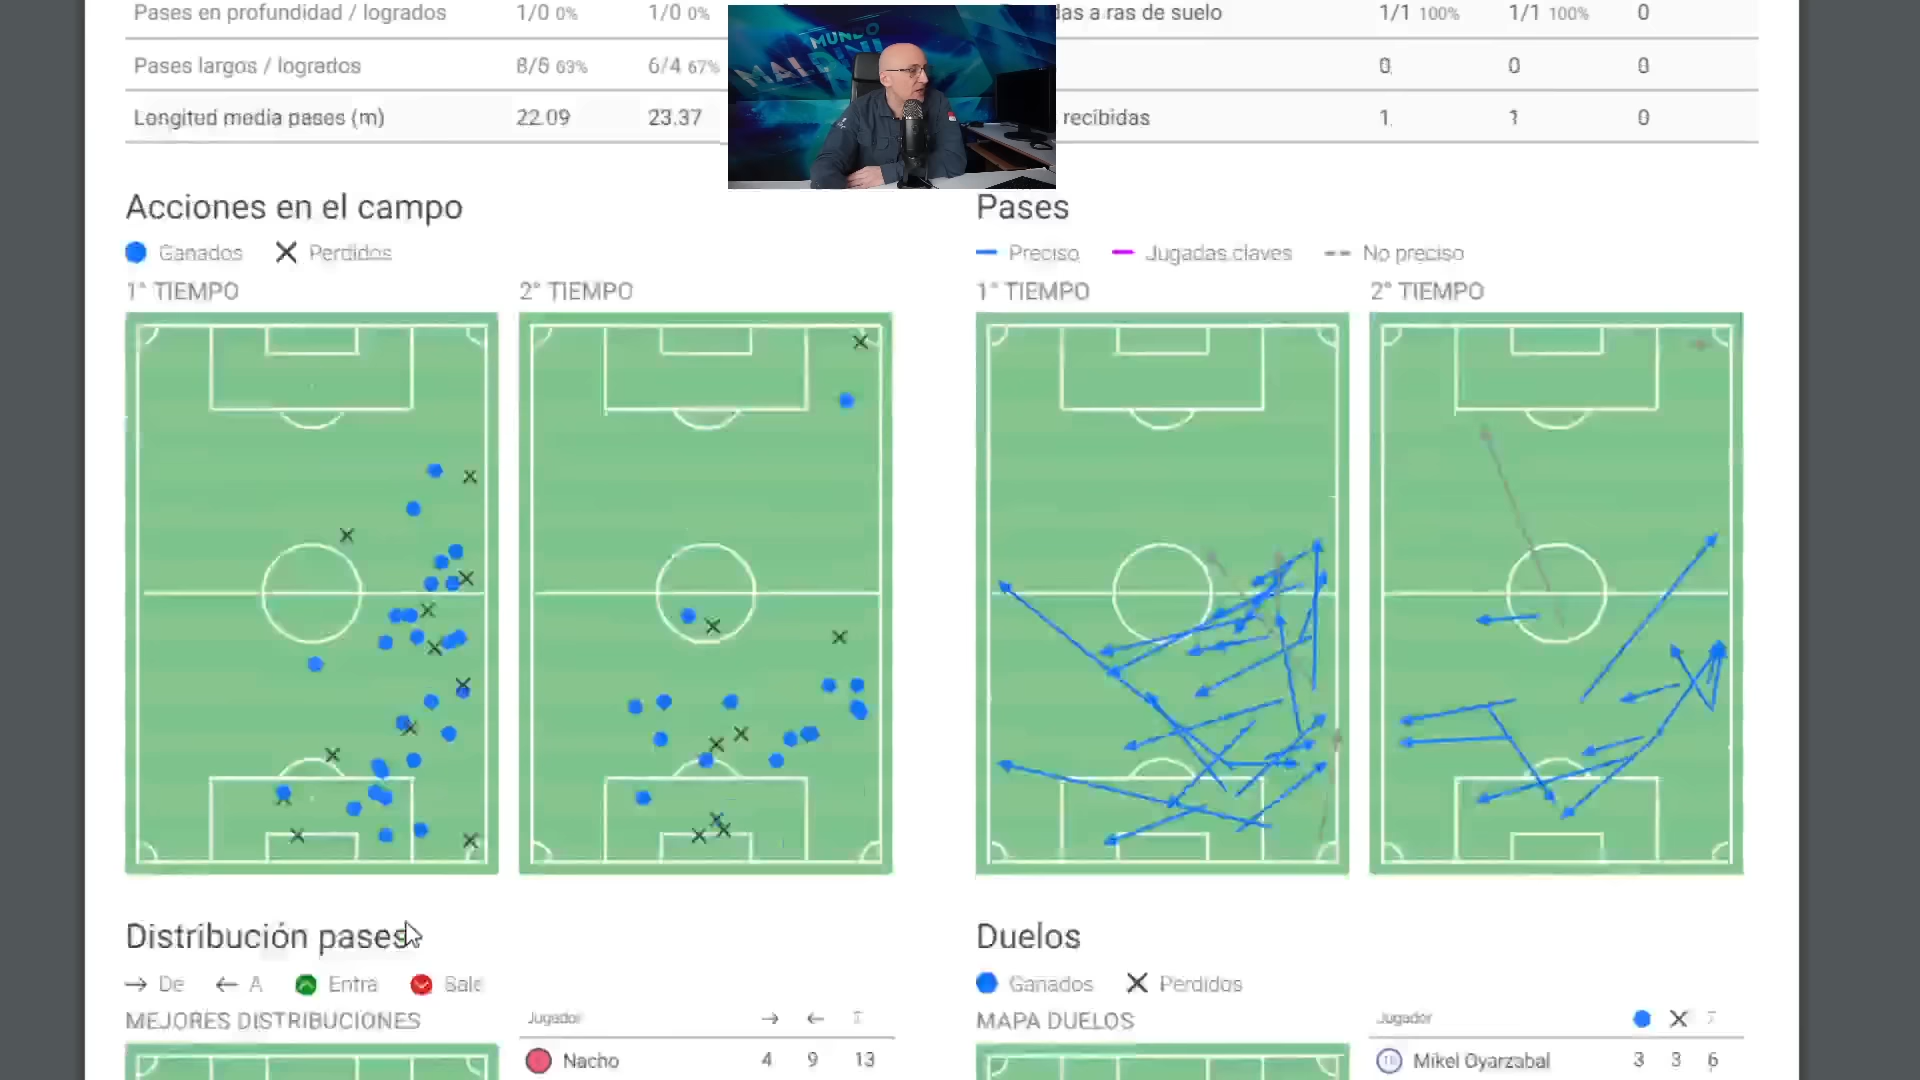 Pases en profundidad / logrados 1/0 0% 1/0 0%
Pases largos / logrados 8/5 63% 6/4 67%
Longitud media pases (m) 22.09 23.37
das a ras de suelo 1/1 100% 1/1 100% 0
0 0 0
recibidas 1 1 0
MUNDO
MALDINI
Acciones en el campo
Ganados Perdidos
1° TIEMPO 2° TIEMPO
Pases
Preciso Jugadas claves No preciso
1° TIEMPO 2° TIEMPO
Distribución pases
→ De ← A Entra Sale
MEJORES DISTRIBUCIONES
Jugador → ← Σ
Nacho 4 9 13
Duelos
Ganados Perdidos
MAPA DUELOS
Jugador
Mikel Oyarzabal 3 3 6